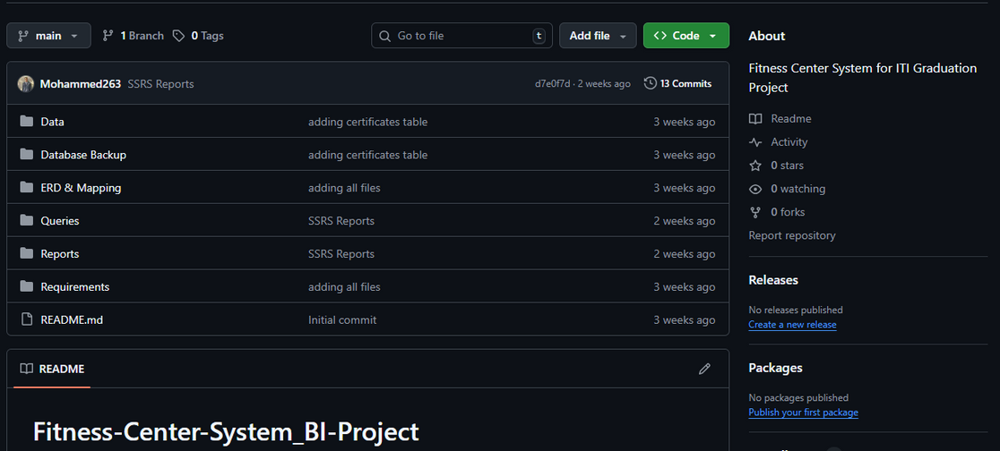 main
1 Branch
0 Tags
Go to file
t
Add file
Code
Mohammed263 SSRS Reports
d7e0f7d · 2 weeks ago
13 Commits
Data adding certificates table 3 weeks ago
Database Backup adding certificates table 3 weeks ago
ERD & Mapping adding all files 3 weeks ago
Queries SSRS Reports 2 weeks ago
Reports SSRS Reports 2 weeks ago
Requirements adding all files 3 weeks ago
README.md Initial commit 3 weeks ago
README
Fitness-Center-System_BI-Project
About
Fitness Center System for ITI Graduation
Project
Readme
Activity
0 stars
0 watching
0 forks
Report repository
Releases
No releases published
Create a new release
Packages
No packages published
Publish your first package